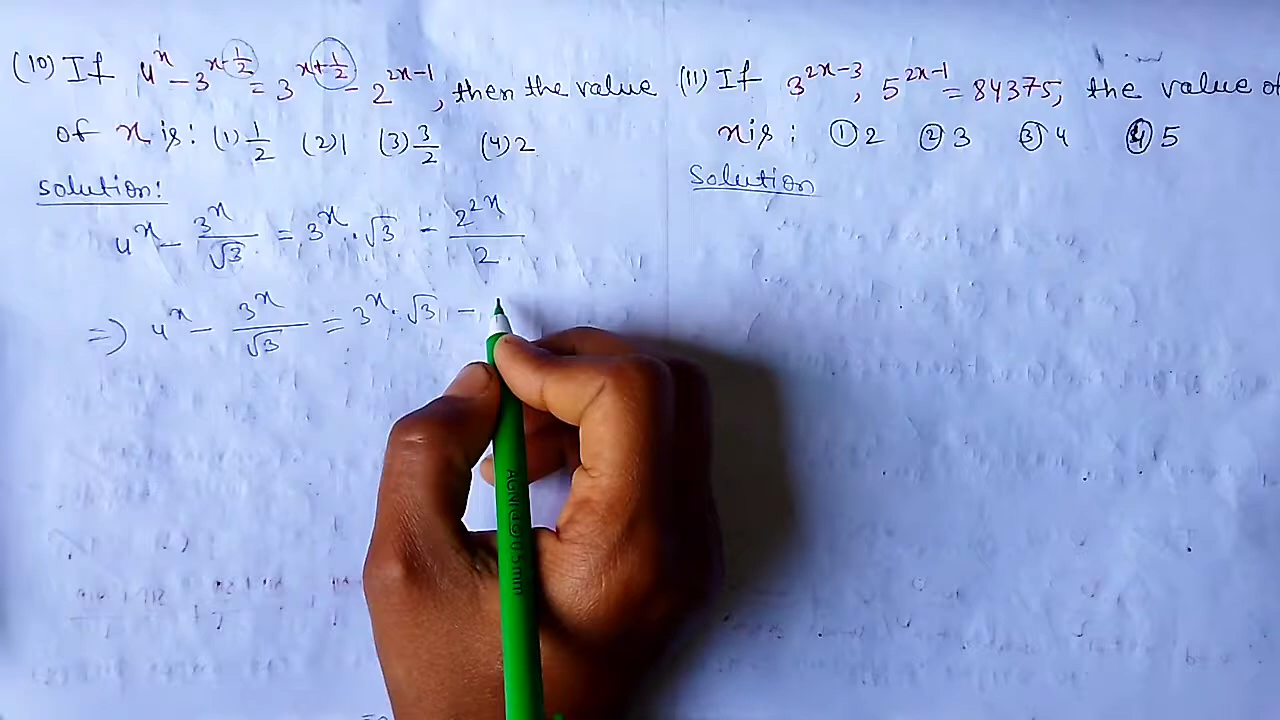 (10) If 4^x - 3^{x-1/2} = 3^{x+1/2} - 2^{2x-1}, then the value
of x is: (1) 1/2 (2) 1 (3) 3/2 (4) 2
solution:
4^x - 3^x/√3 = 3^x · √3 - 2^{2x}/2
=) 4^x - 3^x/√3 = 3^x · √3 -
(11) If 3^{2x-3}, 5^{2x-1} = 84375, the value of
x is: ① 2 ② 3 ③ 4 ④ 5
Solution